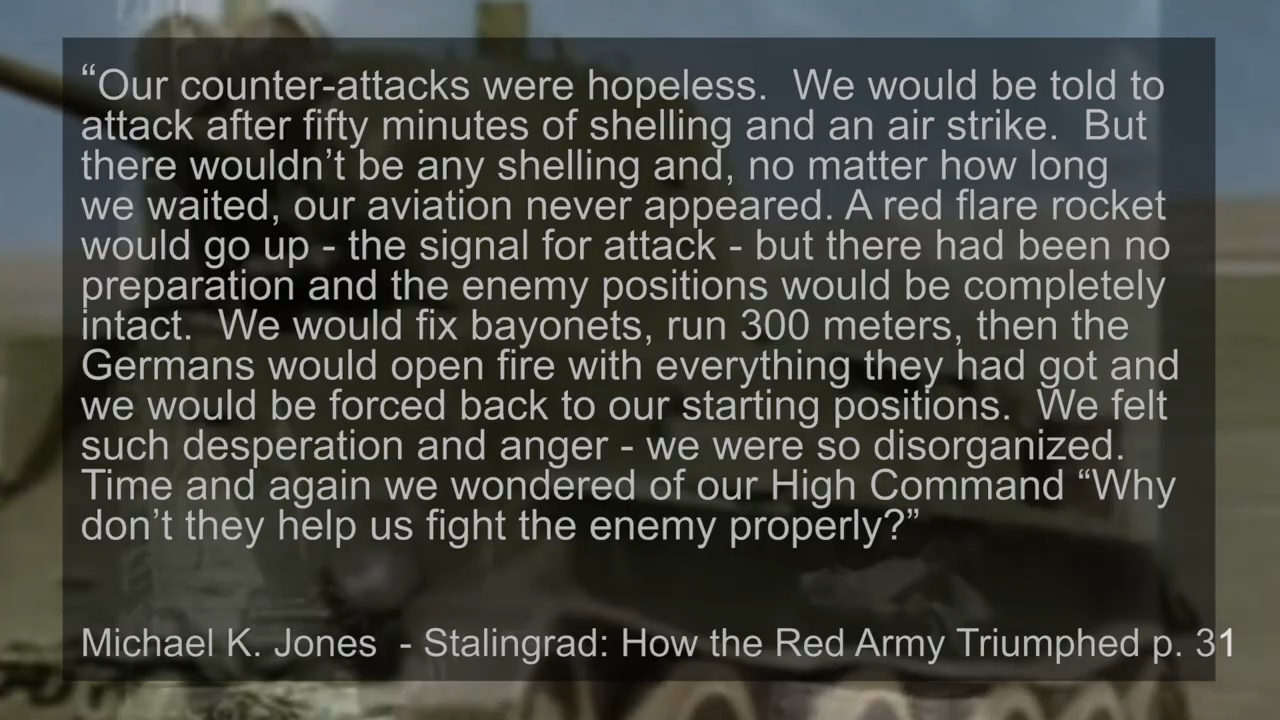 “Our counter-attacks were hopeless.  We would be told to
attack after fifty minutes of shelling and an air strike.  But
there wouldn’t be any shelling and, no matter how long
we waited, our aviation never appeared. A red flare rocket
would go up - the signal for attack - but there had been no
preparation and the enemy positions would be completely
intact.  We would fix bayonets, run 300 meters, then the
Germans would open fire with everything they had got and
we would be forced back to our starting positions.  We felt
such desperation and anger - we were so disorganized.
Time and again we wondered of our High Command “Why
don’t they help us fight the enemy properly?”
Michael K. Jones  - Stalingrad: How the Red Army Triumphed p. 31